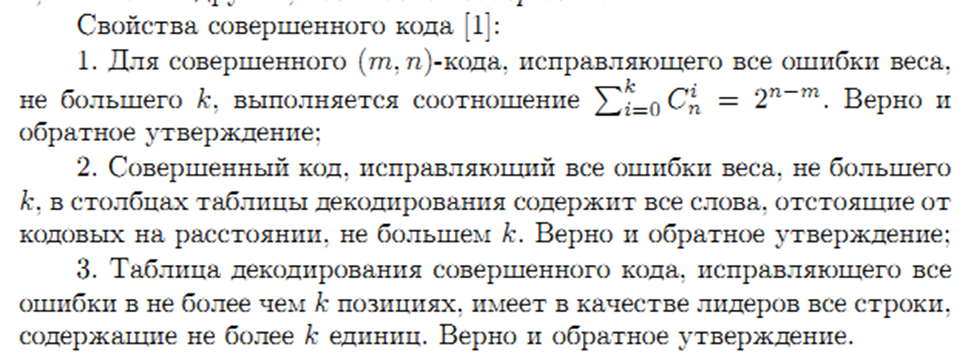 Свойства совершенного кода [1]:
1. Для совершенного (m, n)-кода, исправляющего все ошибки веса,
не большего k, выполняется соотношение ∑_{i=0}^{k} C_n^i = 2^{n−m}. Верно и
обратное утверждение;
2. Совершенный код, исправляющий все ошибки веса, не большего
k, в столбцах таблицы декодирования содержит все слова, отстоящие от
кодовых на расстоянии, не большем k. Верно и обратное утверждение;
3. Таблица декодирования совершенного кода, исправляющего все
ошибки в не более чем k позициях, имеет в качестве лидеров все строки,
содержащие не более k единиц. Верно и обратное утверждение.